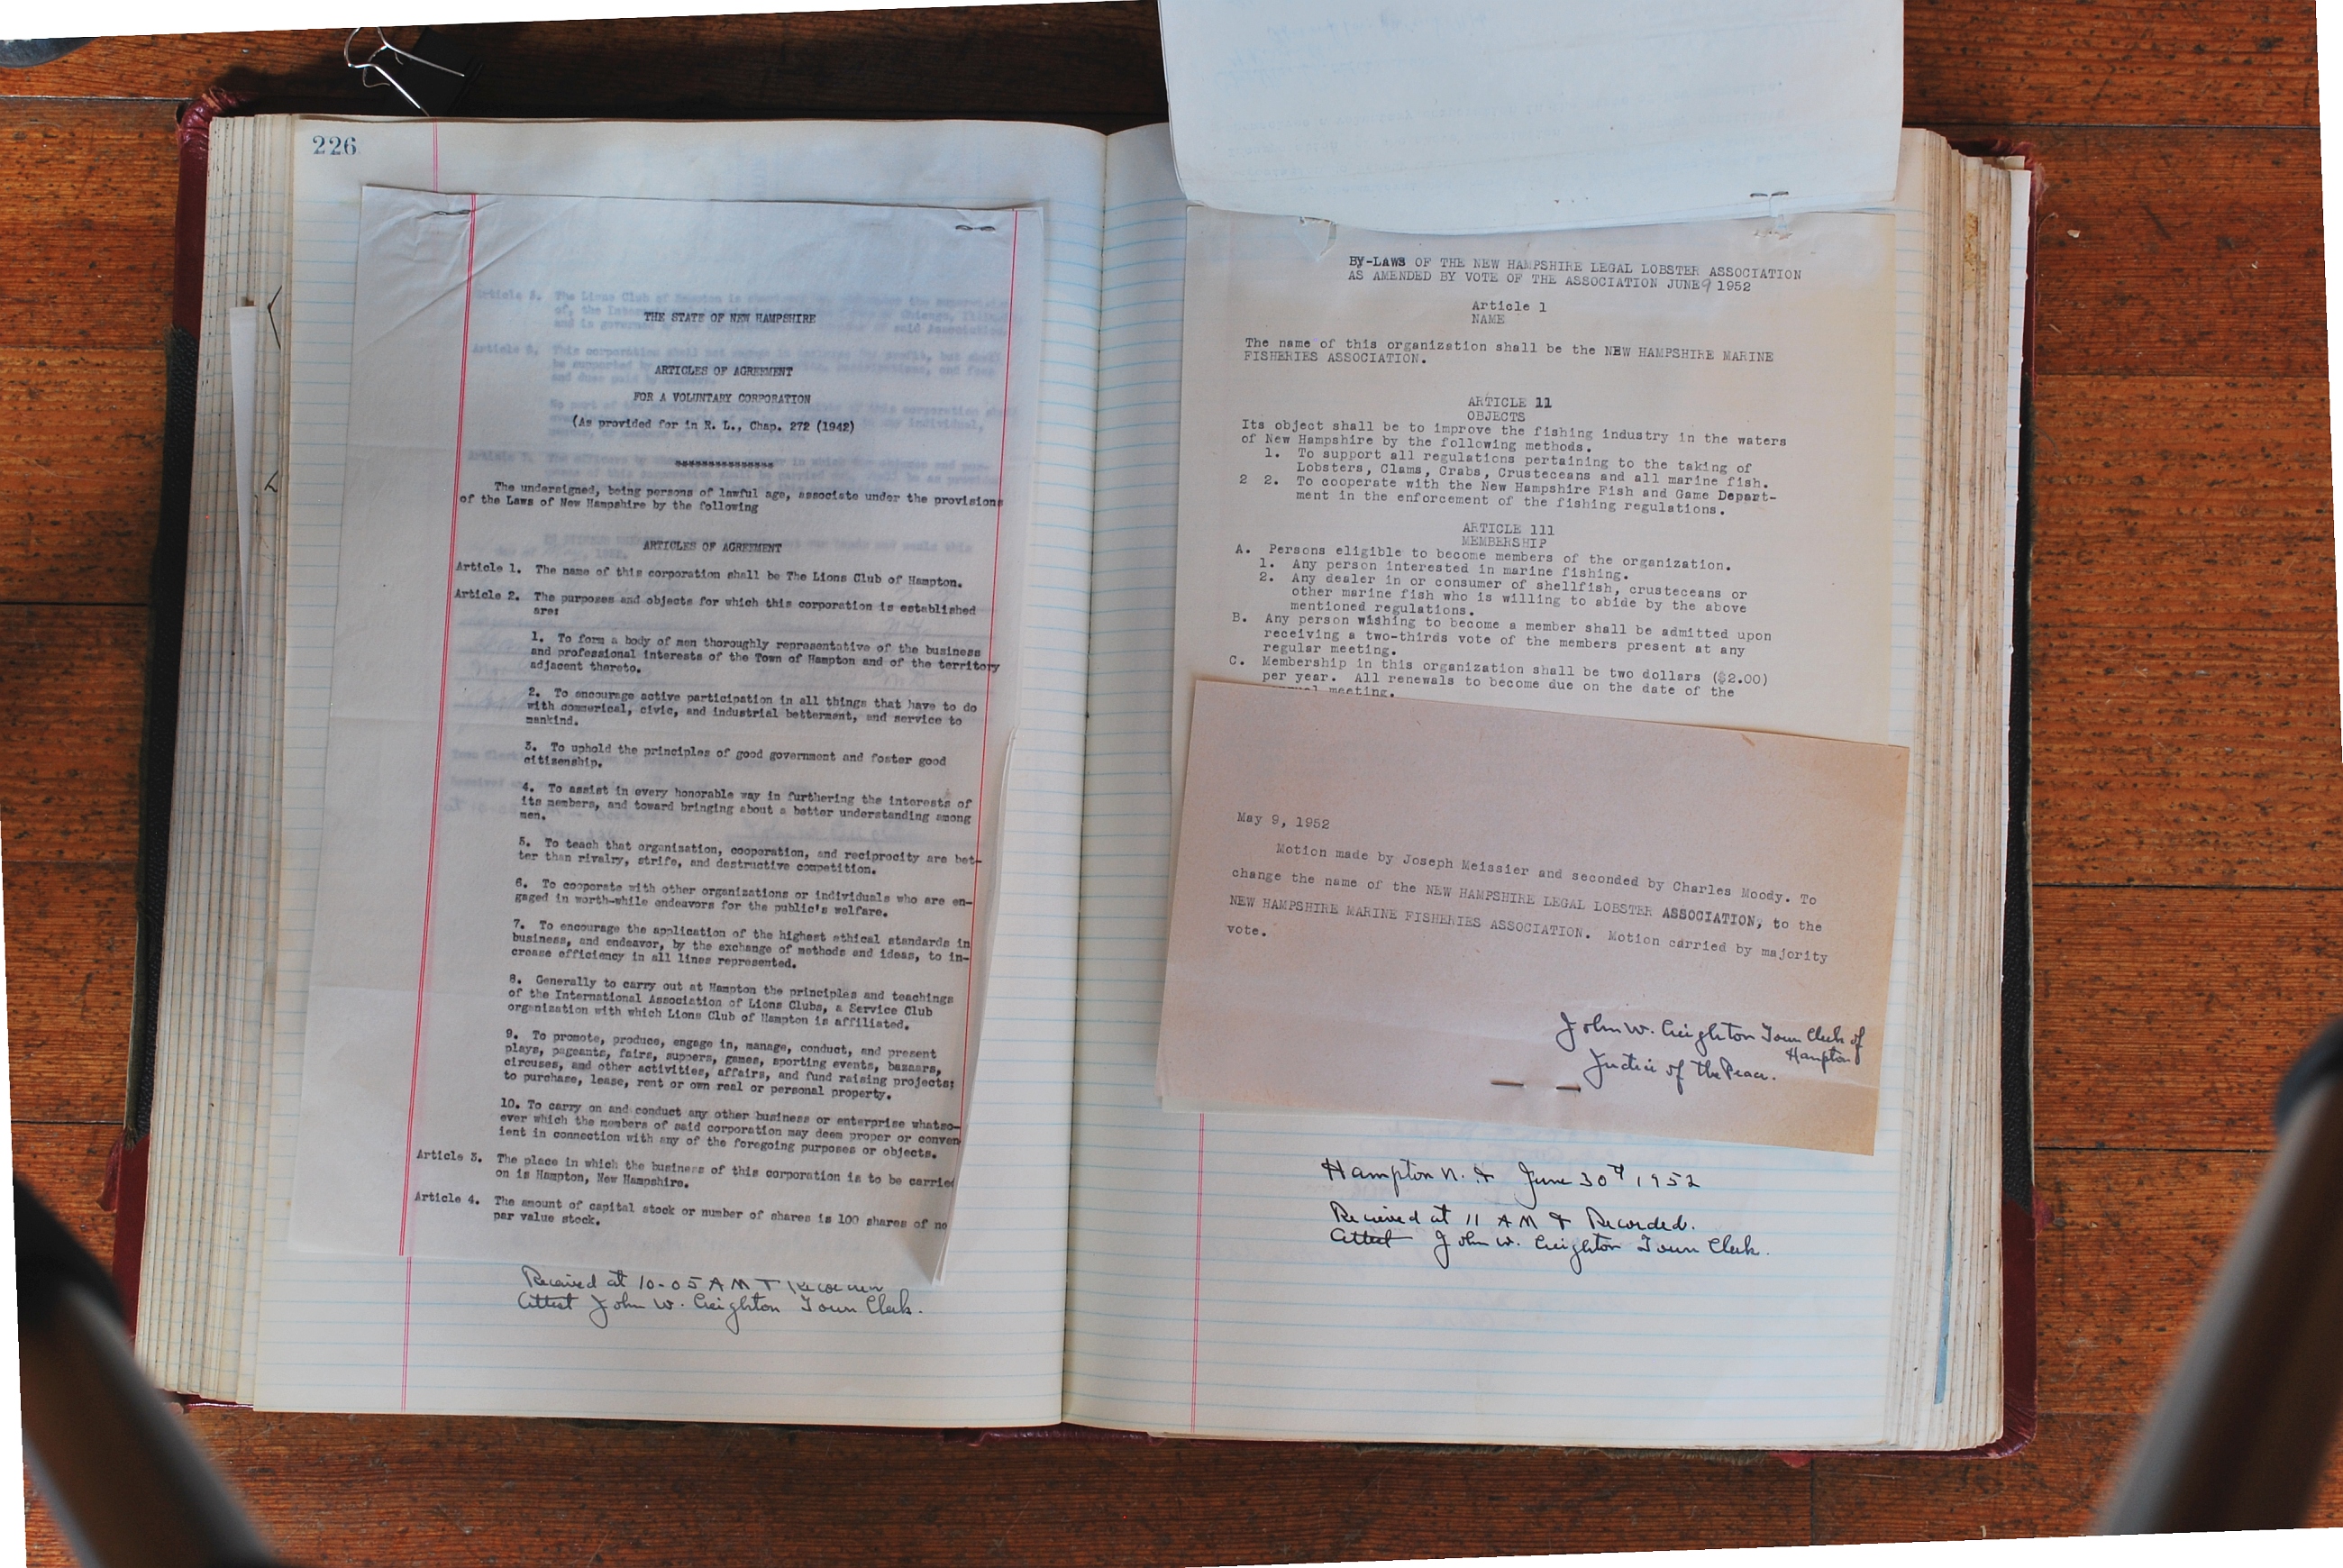 226
THE STATE OF NEW HAMPSHIRE
ARTICLES OF AGREEMENT
FOR A VOLUNTARY CORPORATION
(As provided for in R. L., Chap. 272 (1942)
***************
The undersigned, being persons of lawful age, associate under the provisions
of the Laws of New Hampshire by the following
ARTICLES OF AGREEMENT
Article 1. The name of this corporation shall be The Lions Club of Hampton.
Article 2. The purposes and objects for which this corporation is established
are:
1. To form a body of men thoroughly representative of the business
and professional interests of the Town of Hampton and of the territory
adjacent thereto.
2. To encourage active participation in all things that have to do
with commerical, civic, and industrial betterment, and service to
mankind.
3. To uphold the principles of good government and foster good
citizenship.
4. To assist in every honorable way in furthering the interests of
its members, and toward bringing about a better understanding among
men.
5. To teach that organization, cooperation, and reciprocity are bet-
ter than rivalry, strife, and destructive competition.
6. To cooperate with other organizations or individuals who are en-
gaged in worth-while endeavors for the public's welfare.
7. To encourage the application of the highest ethical standards in
business, and endeavor, by the exchange of methods and ideas, to in-
crease efficiency in all lines represented.
8. Generally to carry out at Hampton the principles and teachings
of the International Association of Lions Clubs, a Service Club
organization with which Lions Club of Hampton is affiliated.
9. To promote, produce, engage in, manage, conduct, and present
plays, pageants, fairs, suppers, games, sporting events, bazaars,
circuses, and other activities, affairs, and fund raising projects;
to purchase, lease, rent or own real or personal property.
10. To carry on and conduct any other business or enterprise whatso-
ever which the members of said corporation may deem proper or conven
ient in connection with any of the foregoing purposes or objects.
Article 3. The place in which the business of this corporation is to be carried
on is Hampton, New Hampshire.
Article 4. The amount of capital stock or number of shares is 100 shares of no
par value stock.
Received at 10-05 AM + Recorded
Attest John W. Creighton Town Clerk.
BY-LAWS OF THE NEW HAMPSHIRE LEGAL LOBSTER ASSOCIATION
AS AMENDED BY VOTE OF THE ASSOCIATION JUNE 9 1952
Article 1
NAME
The name of this organization shall be the NEW HAMPSHIRE MARINE
FISHERIES ASSOCIATION.
ARTICLE 11
OBJECTS
Its object shall be to improve the fishing industry in the waters
of New Hampshire by the following methods.
1. To support all regulations pertaining to the taking of
Lobsters, Clams, Crabs, Crusteceans and all marine fish.
2 2. To cooperate with the New Hampshire Fish and Game Depart-
ment in the enforcement of the fishing regulations.
ARTICLE 111
MEMBERSHIP
A. Persons eligible to become members of the organization.
1. Any person interested in marine fishing.
2. Any dealer in or consumer of shellfish, crusteceans or
other marine fish who is willing to abide by the above
mentioned regulations.
B. Any person wishing to become a member shall be admitted upon
receiving a two-thirds vote of the members present at any
regular meeting.
C. Membership in this organization shall be two dollars ($2.00)
per year. All renewals to become due on the date of the
meeting.
May 9, 1952
Motion made by Joseph Meissier and seconded by Charles Moody. To
change the name of the NEW HAMPSHIRE LEGAL LOBSTER ASSOCIATION, to the
NEW HAMPSHIRE MARINE FISHERIES ASSOCIATION. Motion carried by majority
vote.
John W. Creighton Town Clerk of
Hampton
Justice of the Peace.
Hampton N. H June 30th 1952
Recieved at 11 AM & Recorded.
Attest John W. Creighton Town Clerk.